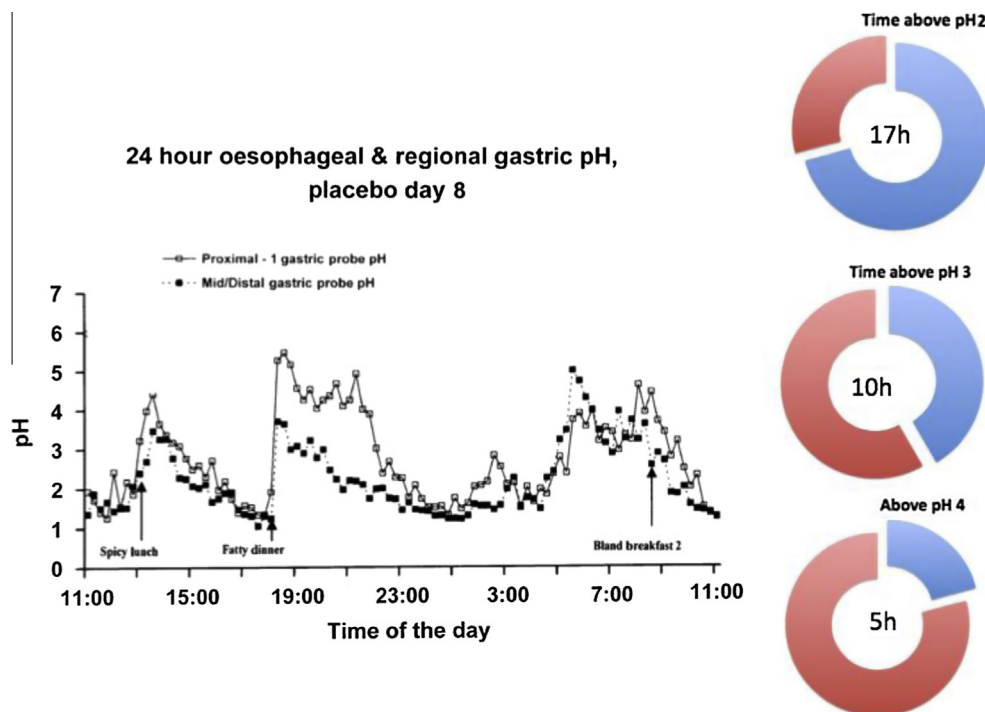 24 hour oesophageal & regional gastric pH,
placebo day 8
Proximal - 1 gastric probe pH
Mid/Distal gastric probe pH
7
6
5
4
3
2
1
0
pH
Spicy lunch
Fatty dinner
Bland breakfast 2
11:00
15:00
19:00
23:00
3:00
7:00
11:00
Time of the day
Time above pH2
17h
Time above pH 3
10h
Above pH 4
5h